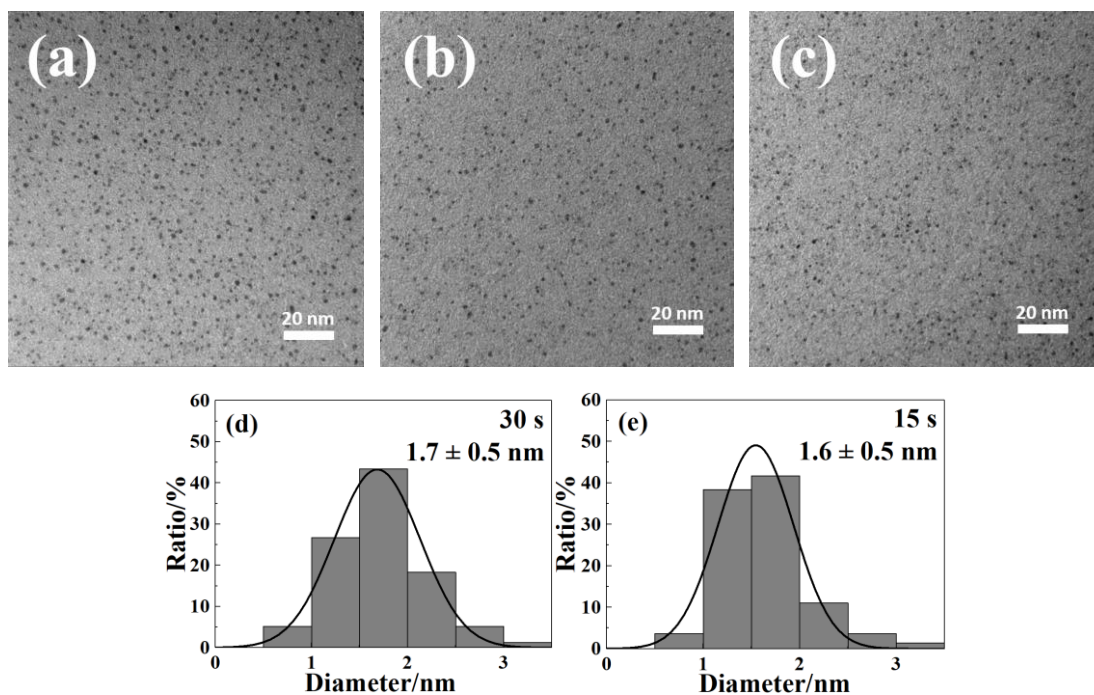 (a)
(b)
(c)
20 nm
20 nm
20 nm
(d)
30 s
1.7 ± 0.5 nm
Ratio/%
60
50
40
30
20
10
0
0 1 2 3
Diameter/nm
(e)
15 s
1.6 ± 0.5 nm
Ratio/%
60
50
40
30
20
10
0
0 1 2 3
Diameter/nm